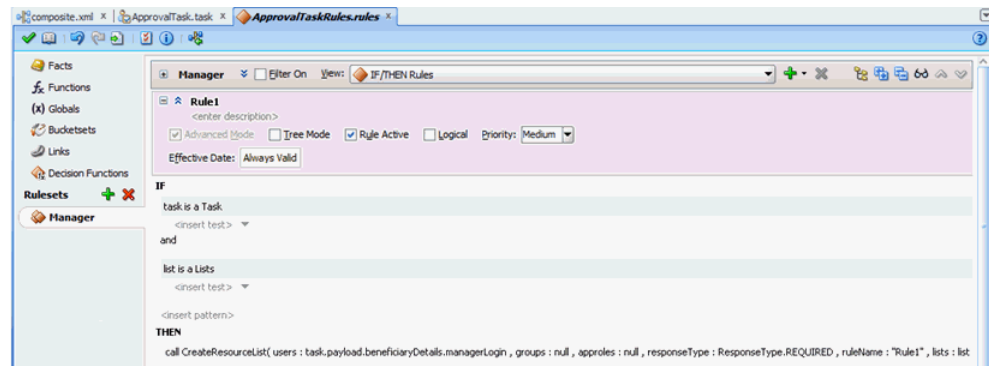 composite.xml ApprovalTask.task ApprovalTaskRules.rules
Facts
Functions
(x) Globals
Bucketsets
Links
Decision Functions
Rulesets
Manager
Manager Filter On View: IF/THEN Rules
Rule1
<enter description>
Advanced Mode Tree Mode Rule Active Logical Priority: Medium
Effective Date: Always Valid
IF
task is a Task
<insert test>
and
list is a Lists
<insert test>
<insert pattern>
THEN
call CreateResourceList( users : task.payload.beneficiaryDetails.managerLogin , groups : null , approles : null , responseType : ResponseType.REQUIRED , ruleName : "Rule1" , lists : list